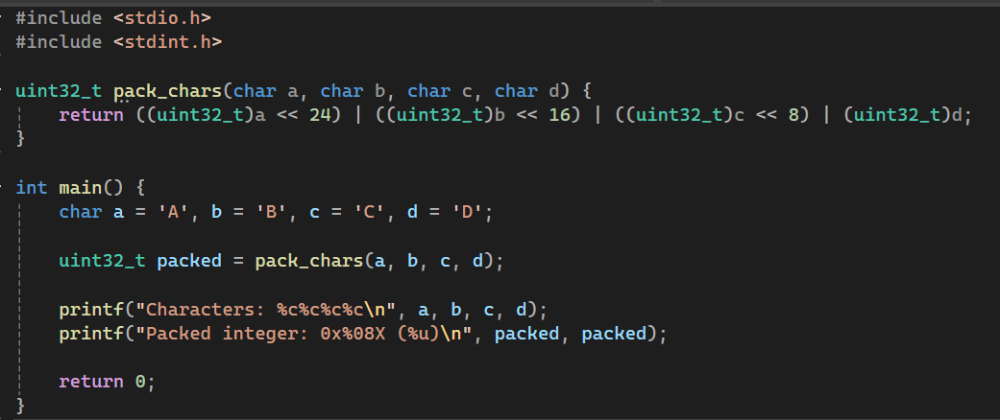 #include <stdio.h>
#include <stdint.h>
uint32_t pack_chars(char a, char b, char c, char d) {
    return ((uint32_t)a << 24) | ((uint32_t)b << 16) | ((uint32_t)c << 8) | (uint32_t)d;
}
int main() {
    char a = 'A', b = 'B', c = 'C', d = 'D';
    uint32_t packed = pack_chars(a, b, c, d);
    printf("Characters: %c%c%c%c\n", a, b, c, d);
    printf("Packed integer: 0x%08X (%u)\n", packed, packed);
    return 0;
}